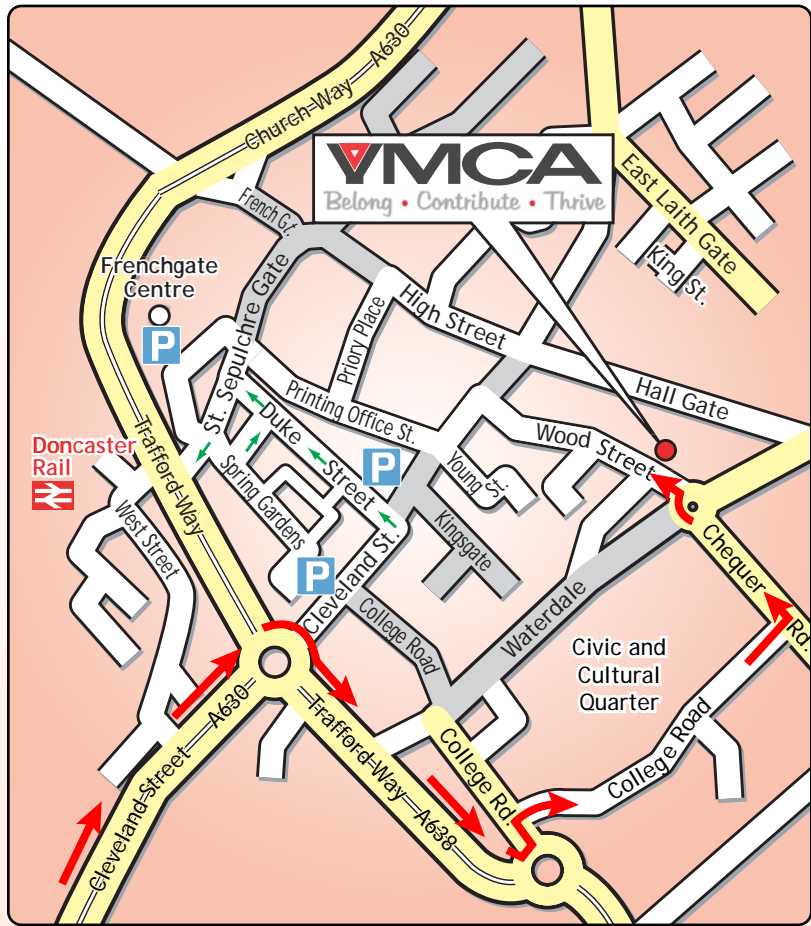 Church Way A630
YMCA
Belong • Contribute • Thrive
East Laith Gate
King St.
French Gt.
Frenchgate
Centre
P
St. Sepulchre Gate
Priory Place
High Street
Hall Gate
Printing Office St.
Duke Street
P
Wood Street
Young St.
Doncaster
Rail
Trafford Way
West Street
Spring Gardens
Kingsgate
P
Cleveland St.
College Road
Waterdale
Chequer Rd.
Civic and
Cultural
Quarter
Cleveland Street A630
Trafford Way A638
College Rd.
College Road